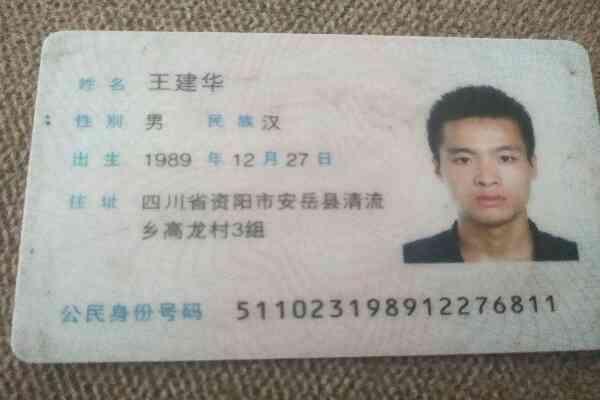 姓名 王建华
性别 男 民族 汉
出生 1989 年 12 月 27 日
住址 四川省资阳市安岳县清流
乡高龙村3组
公民身份号码 511023198912276811